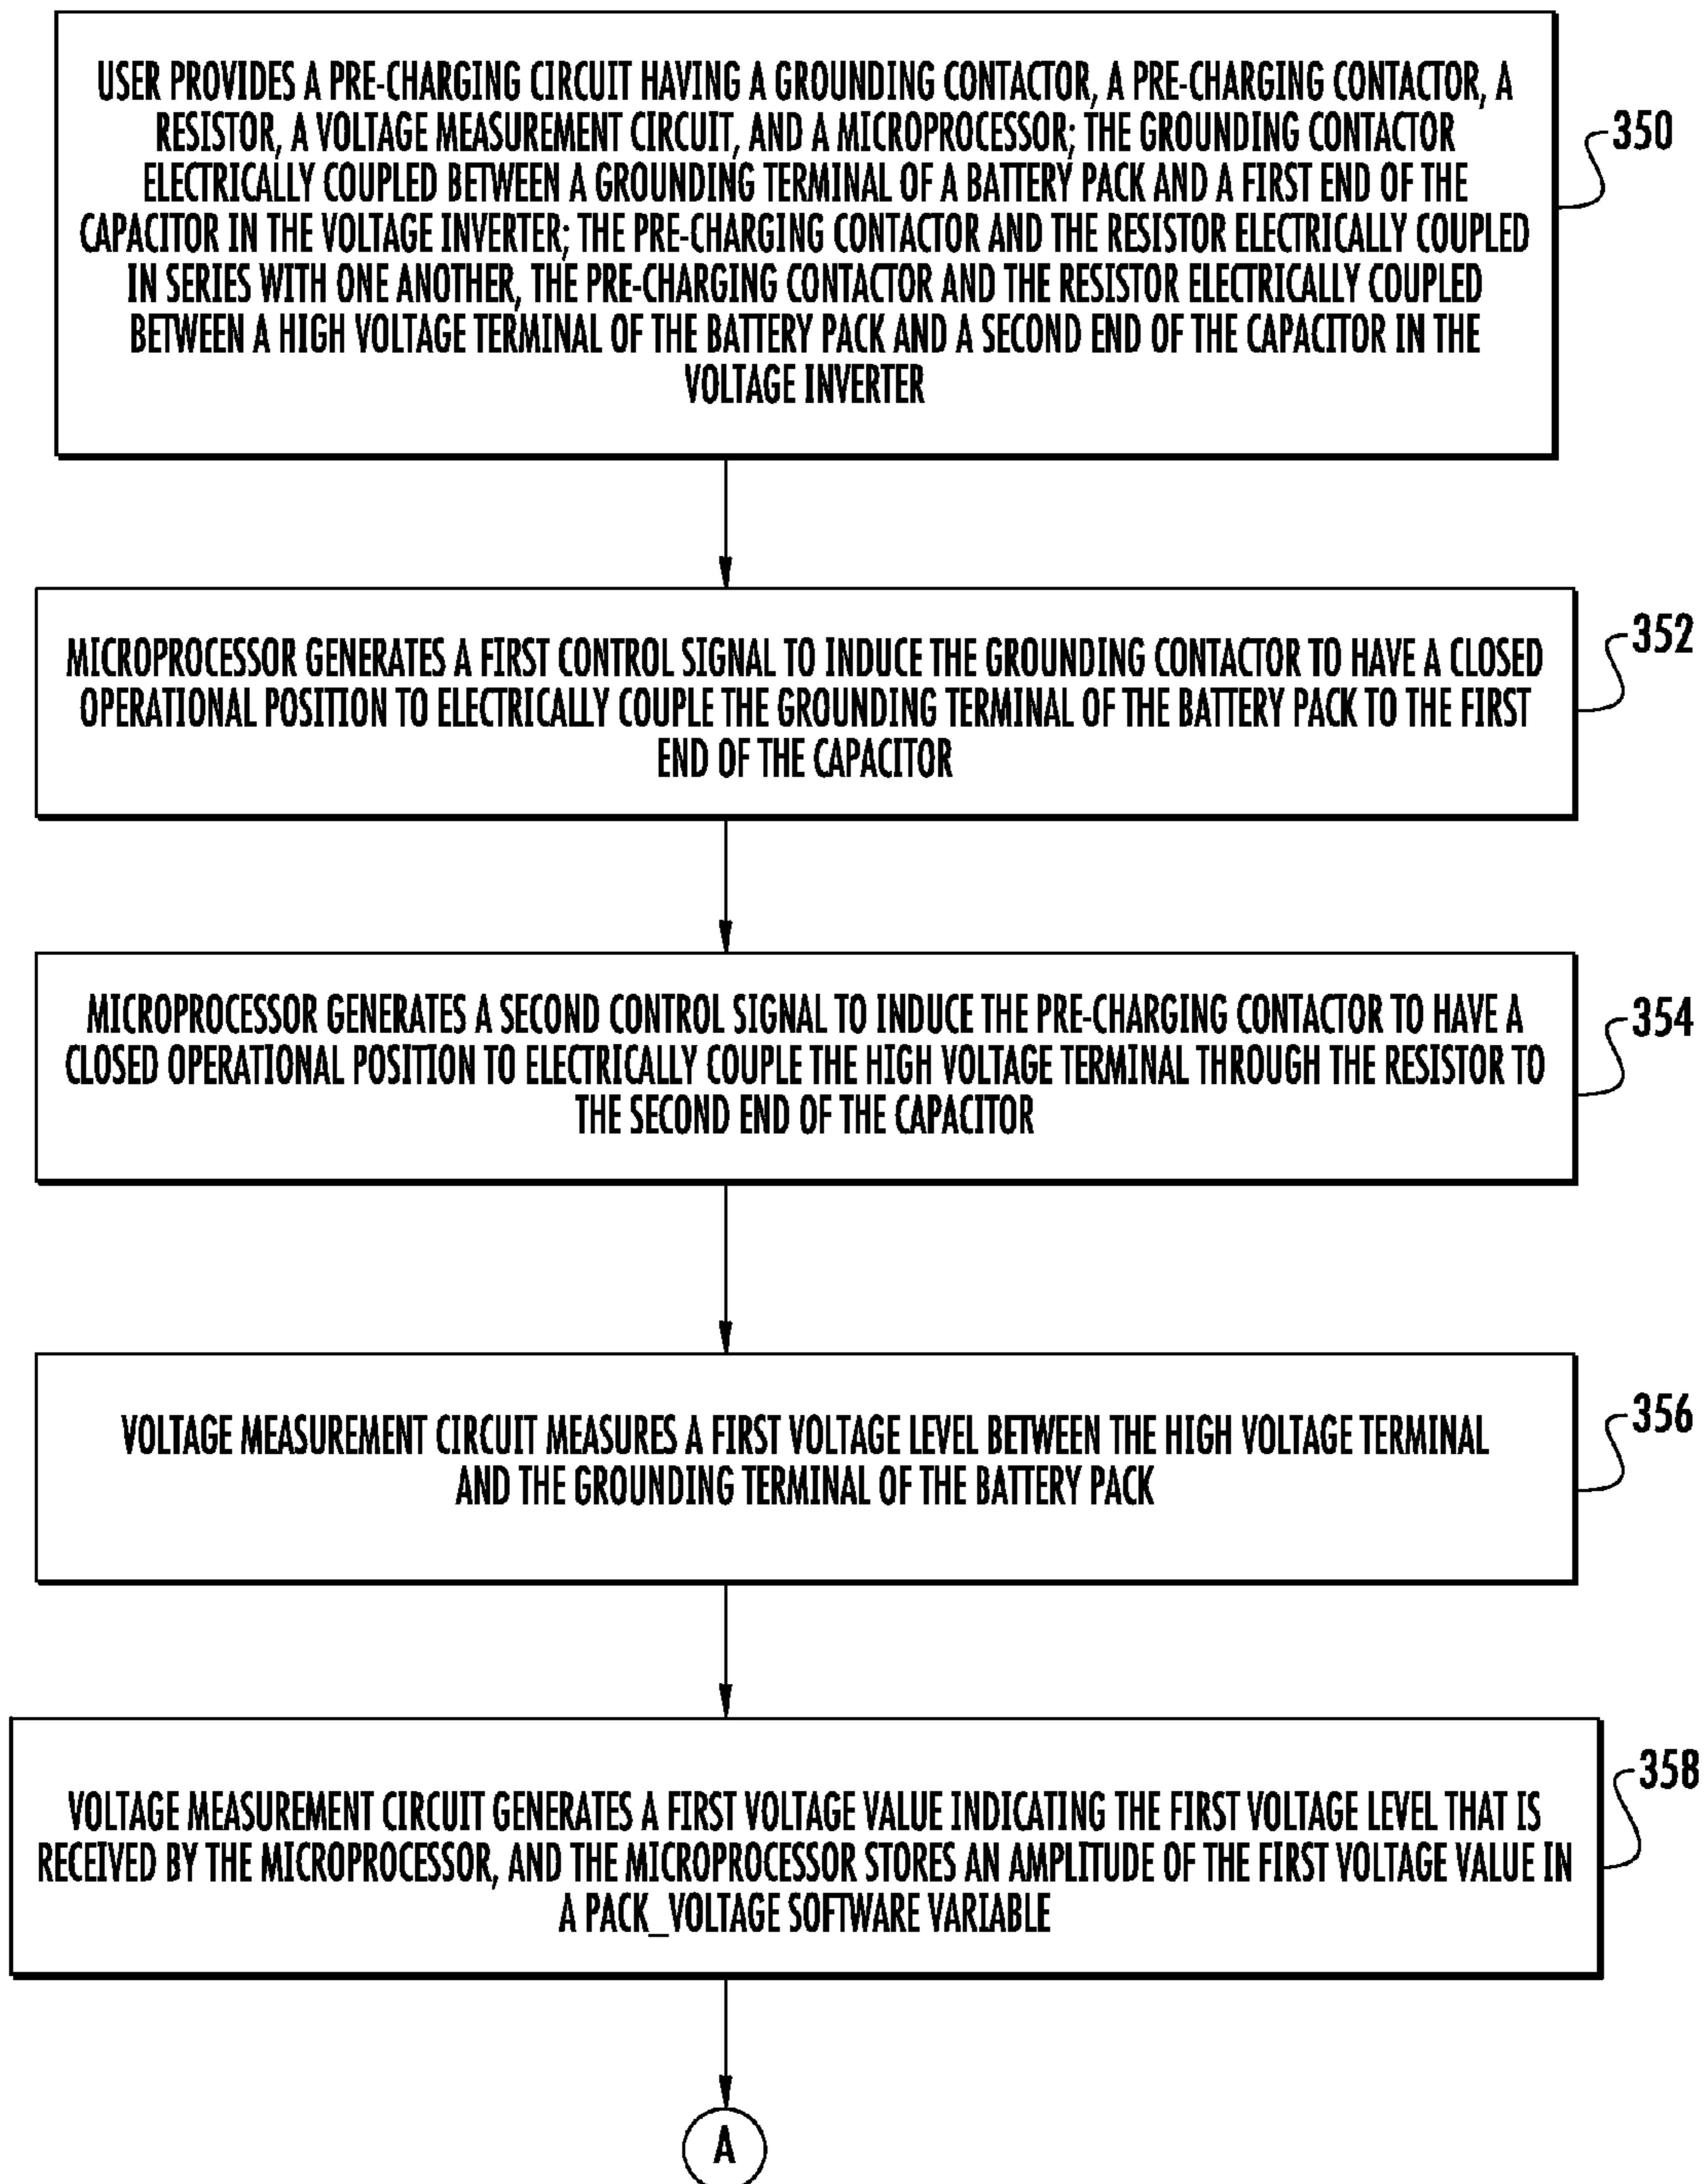 USER PROVIDES A PRE-CHARGING CIRCUIT HAVING A GROUNDING CONTACTOR, A PRE-CHARGING CONTACTOR, A
RESISTOR, A VOLTAGE MEASUREMENT CIRCUIT, AND A MICROPROCESSOR; THE GROUNDING CONTACTOR
ELECTRICALLY COUPLED BETWEEN A GROUNDING TERMINAL OF A BATTERY PACK AND A FIRST END OF THE
CAPACITOR IN THE VOLTAGE INVERTER; THE PRE-CHARGING CONTACTOR AND THE RESISTOR ELECTRICALLY COUPLED
IN SERIES WITH ONE ANOTHER, THE PRE-CHARGING CONTACTOR AND THE RESISTOR ELECTRICALLY COUPLED
BETWEEN A HIGH VOLTAGE TERMINAL OF THE BATTERY PACK AND A SECOND END OF THE CAPACITOR IN THE
VOLTAGE INVERTER
350
MICROPROCESSOR GENERATES A FIRST CONTROL SIGNAL TO INDUCE THE GROUNDING CONTACTOR TO HAVE A CLOSED
OPERATIONAL POSITION TO ELECTRICALLY COUPLE THE GROUNDING TERMINAL OF THE BATTERY PACK TO THE FIRST
END OF THE CAPACITOR
352
MICROPROCESSOR GENERATES A SECOND CONTROL SIGNAL TO INDUCE THE PRE-CHARGING CONTACTOR TO HAVE A
CLOSED OPERATIONAL POSITION TO ELECTRICALLY COUPLE THE HIGH VOLTAGE TERMINAL THROUGH THE RESISTOR TO
THE SECOND END OF THE CAPACITOR
354
VOLTAGE MEASUREMENT CIRCUIT MEASURES A FIRST VOLTAGE LEVEL BETWEEN THE HIGH VOLTAGE TERMINAL
AND THE GROUNDING TERMINAL OF THE BATTERY PACK
356
VOLTAGE MEASUREMENT CIRCUIT GENERATES A FIRST VOLTAGE VALUE INDICATING THE FIRST VOLTAGE LEVEL THAT IS
RECEIVED BY THE MICROPROCESSOR, AND THE MICROPROCESSOR STORES AN AMPLITUDE OF THE FIRST VOLTAGE VALUE IN
A PACK_VOLTAGE SOFTWARE VARIABLE
358
A